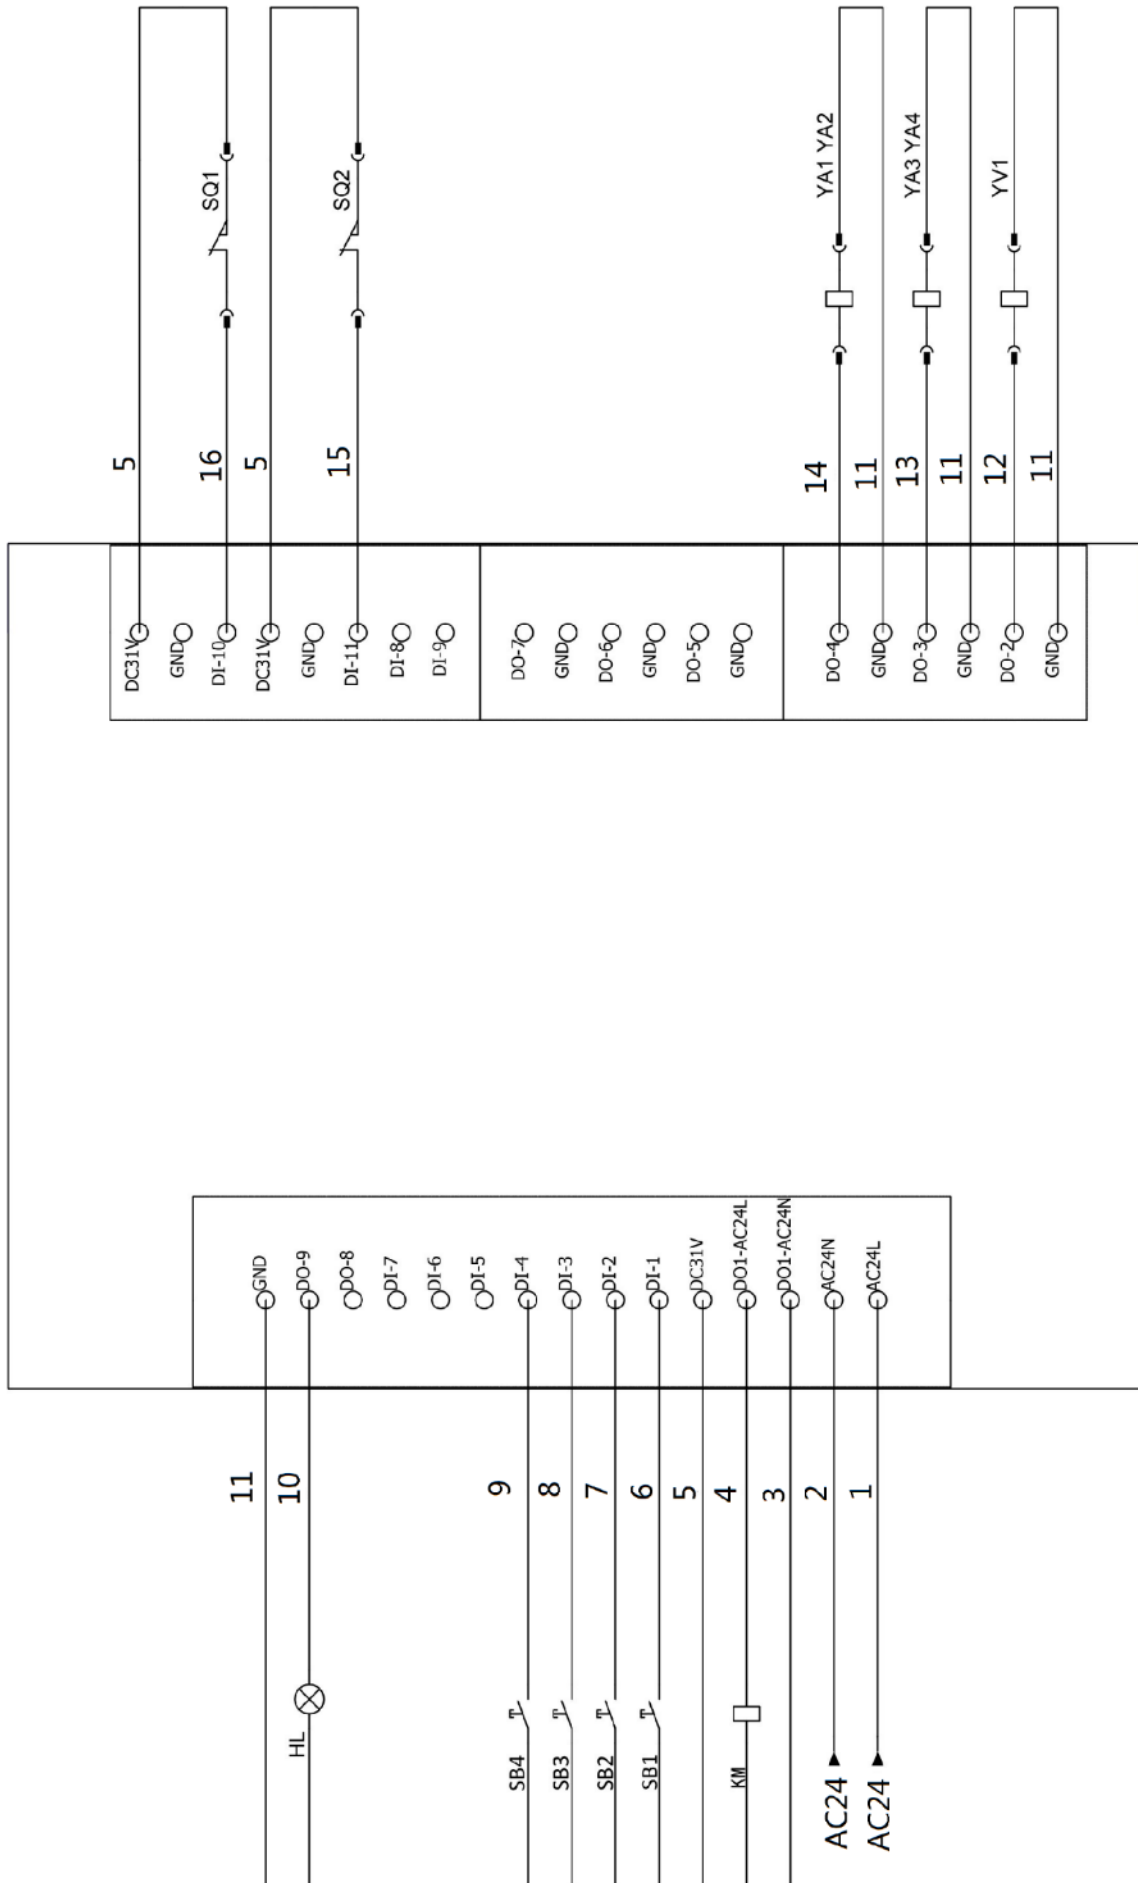 SQ1
SQ2
YA1 YA2
YA3 YA4
YV1
5
16
5
15
14
11
13
11
12
11
DC31V
GND
DI-10
DC31V
GND
DI-11
DI-8
DI-9
DO-7
GND
DO-6
GND
DO-5
GND
DO-4
GND
DO-3
GND
DO-2
GND
GND
DO-9
DO-8
DI-7
DI-6
DI-5
DI-4
DI-3
DI-2
DI-1
DC31V
DO1-AC24L
DO1-AC24N
AC24N
AC24L
11
10
9
8
7
6
5
4
3
2
1
HL
SB4
SB3
SB2
SB1
KM
AC24
AC24